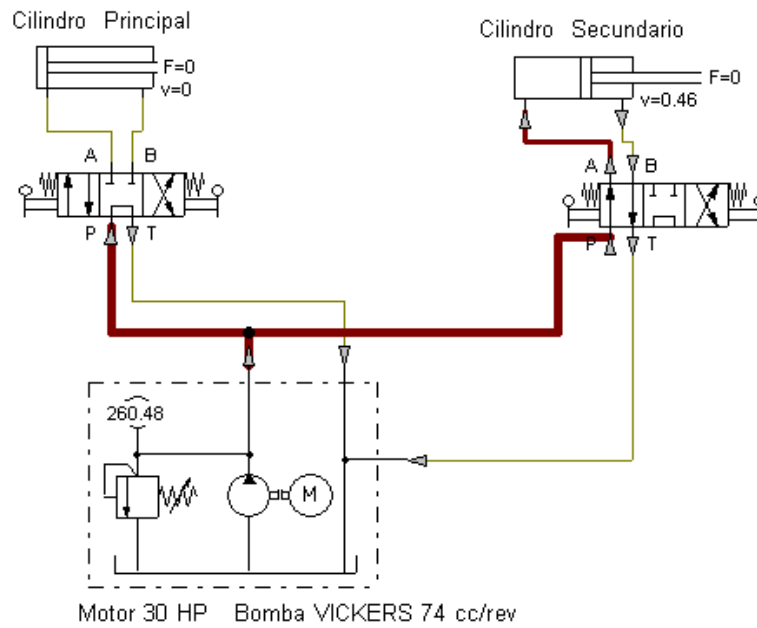 Cilindro Principal
Cilindro Secundario
F=0
v=0
F=0
v=0.46
A B
A B
P T
P T
260.48
M
Motor 30 HP Bomba VICKERS 74 cc/rev